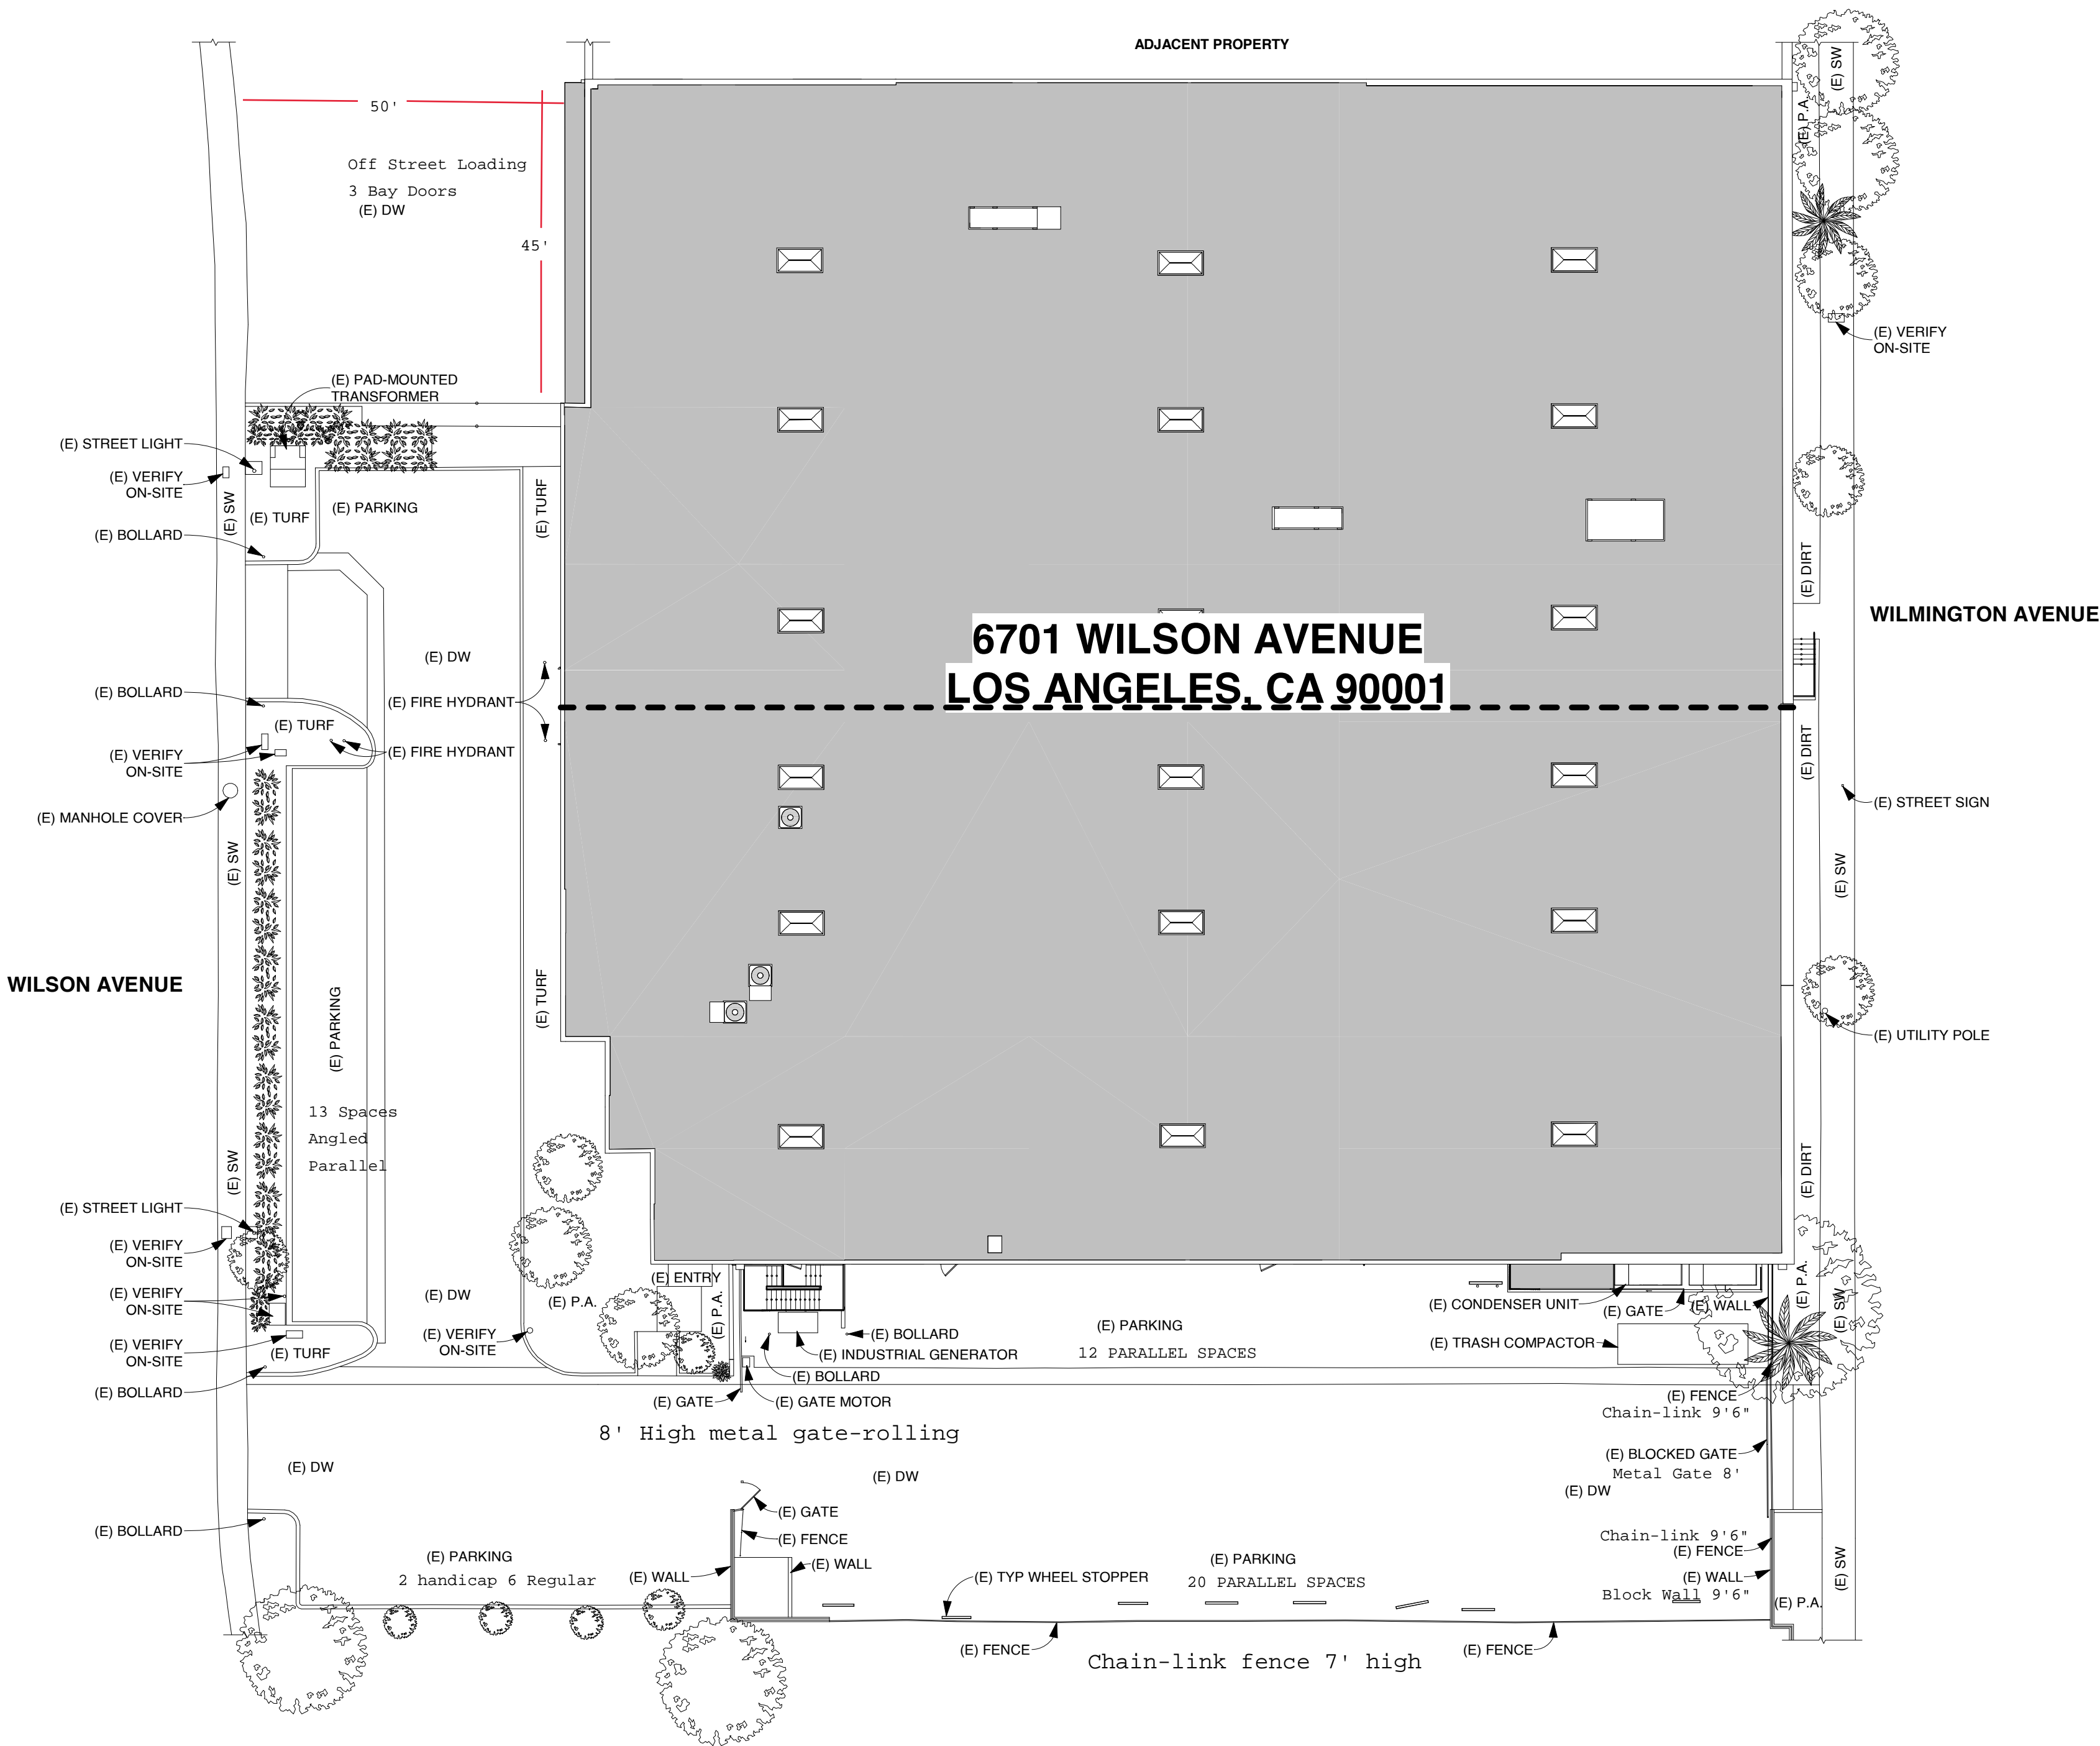 ADJACENT PROPERTY
(E) SW
50'
(E) P.A
Off Street Loading
3 Bay Doors
(E) DW
45'
(E) VERIFY
ON-SITE
(E) PAD-MOUNTED
TRANSFORMER
(E) STREET LIGHT
(E) VERIFY
ON-SITE
(E) SW
(E) TURF
(E) PARKING
(E) TURF
(E) BOLLARD
(E) DIRT
6701 WILSON AVENUE
LOS ANGELES, CA 90001
WILMINGTON AVENUE
(E) DW
(E) BOLLARD
(E) FIRE HYDRANT
(E) TURF
(E) FIRE HYDRANT
(E) VERIFY
ON-SITE
(E) DIRT
(E) MANHOLE COVER
(E) STREET SIGN
(E) SW
(E) SW
WILSON AVENUE
(E) PARKING
(E) TURF
(E) UTILITY POLE
13 Spaces
Angled
Parallel
(E) SW
(E) DIRT
(E) STREET LIGHT
(E) VERIFY
ON-SITE
(E) VERIFY
ON-SITE
(E) VERIFY
ON-SITE
(E) TURF
(E) BOLLARD
(E) DW
(E) VERIFY
ON-SITE
(E) P.A.
(E) ENTRY
(E) P.A.
(E) BOLLARD
(E) INDUSTRIAL GENERATOR
(E) BOLLARD
(E) GATE
(E) GATE MOTOR
(E) PARKING
12 PARALLEL SPACES
(E) CONDENSER UNIT
(E) GATE
(E) WALL
(E) TRASH COMPACTOR
(E) P.A.
(E) SW
(E) FENCE
Chain-link 9'6"
8' High metal gate-rolling
(E) BLOCKED GATE
Metal Gate 8'
(E) DW
(E) DW
(E) DW
(E) BOLLARD
(E) GATE
(E) FENCE
(E) WALL
(E) WALL
(E) PARKING
2 handicap 6 Regular
(E) TYP WHEEL STOPPER
(E) PARKING
20 PARALLEL SPACES
Chain-link 9'6"
(E) FENCE
(E) WALL
Block Wall 9'6"
(E) P.A.
(E) SW
(E) FENCE
(E) FENCE
Chain-link fence 7' high